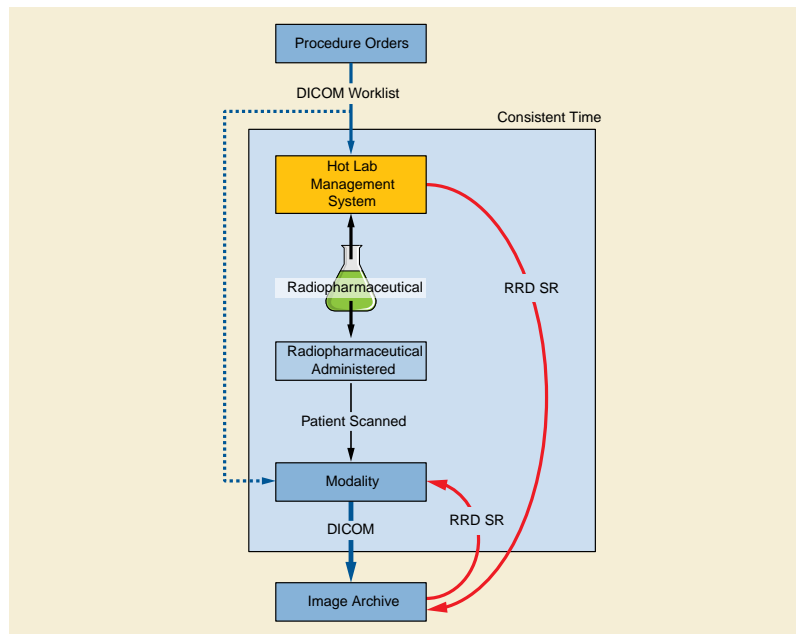 Procedure Orders
DICOM Worklist
Consistent Time
Hot Lab
Management
System
Radiopharmaceutical
RRD SR
Radiopharmaceutical
Administered
Patient Scanned
Modality
RRD SR
DICOM
Image Archive